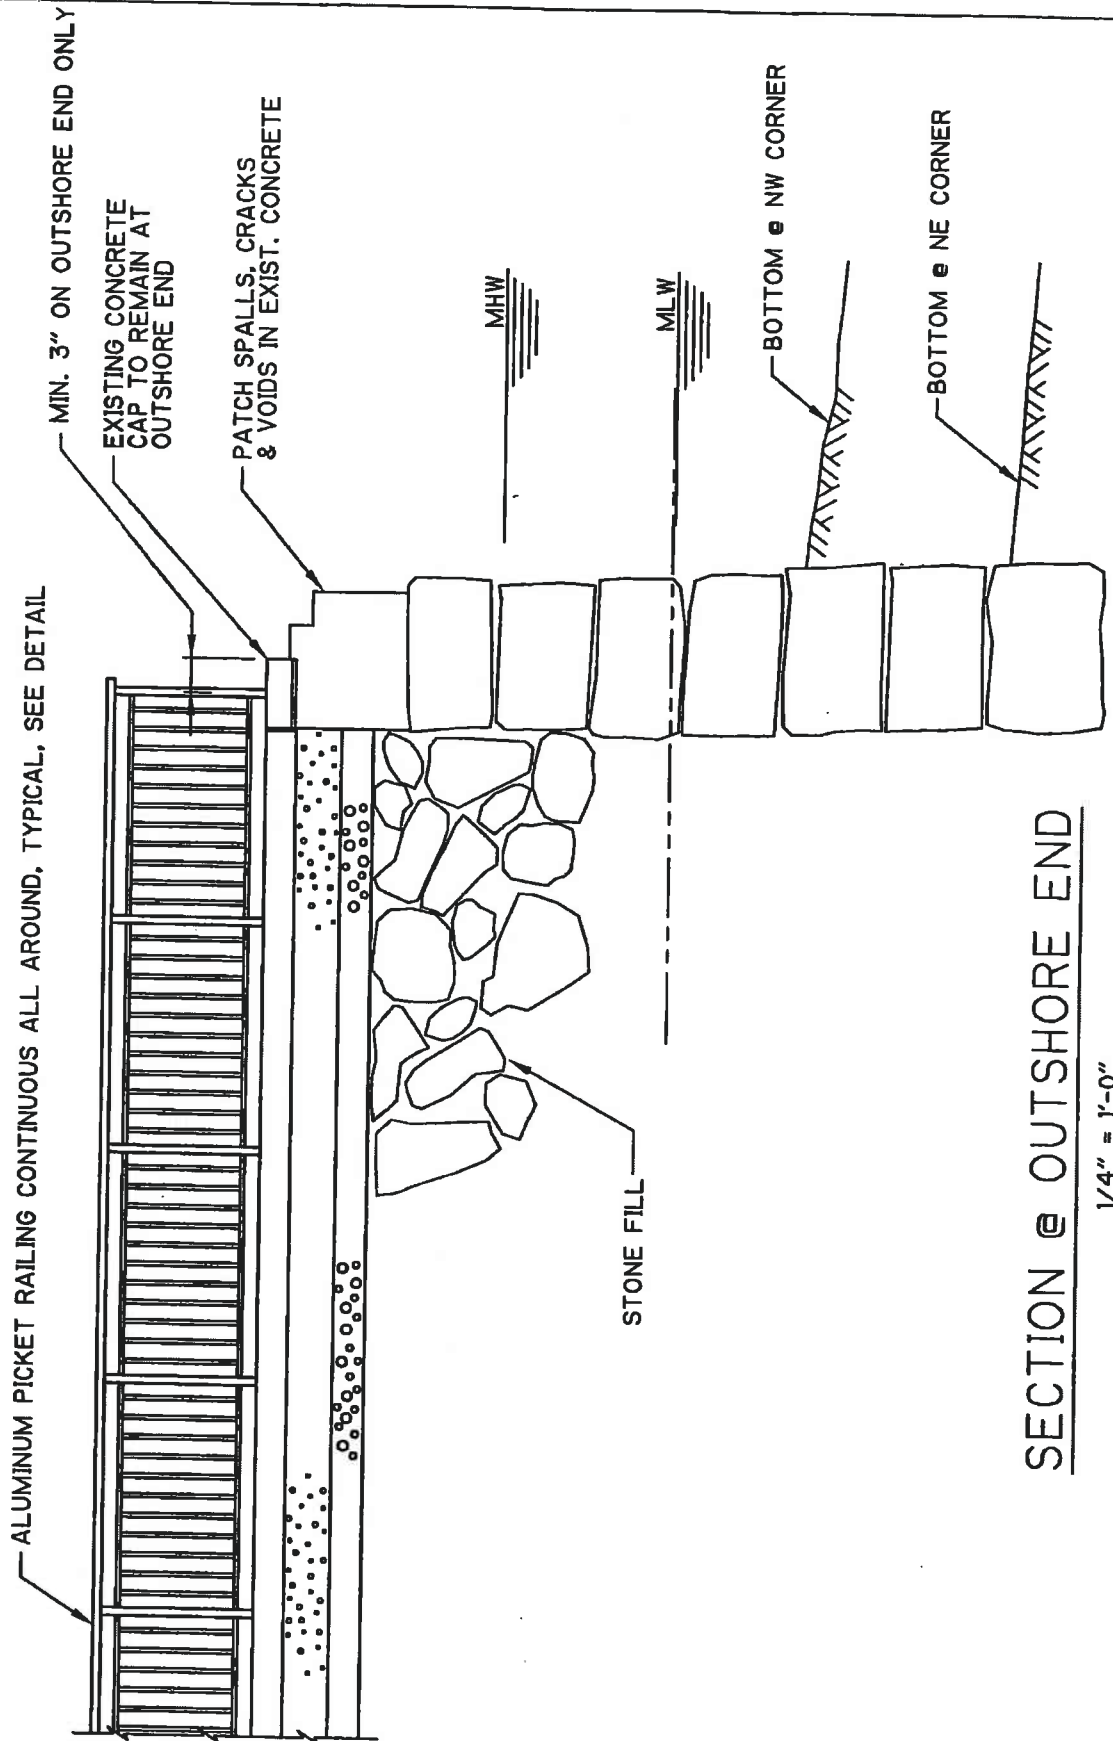 ALUMINUM PICKET RAILING CONTINUOUS ALL AROUND, TYPICAL, SEE DETAIL
MIN. 3" ON OUTSHORE END ONLY
EXISTING CONCRETE
CAP TO REMAIN AT
OUTSHORE END
PATCH SPALLS, CRACKS
& VOIDS IN EXIST. CONCRETE
MHW
MLW
BOTTOM @ NW CORNER
BOTTOM @ NE CORNER
STONE FILL
SECTION @ OUTSHORE END
1/4" = 1'-0"